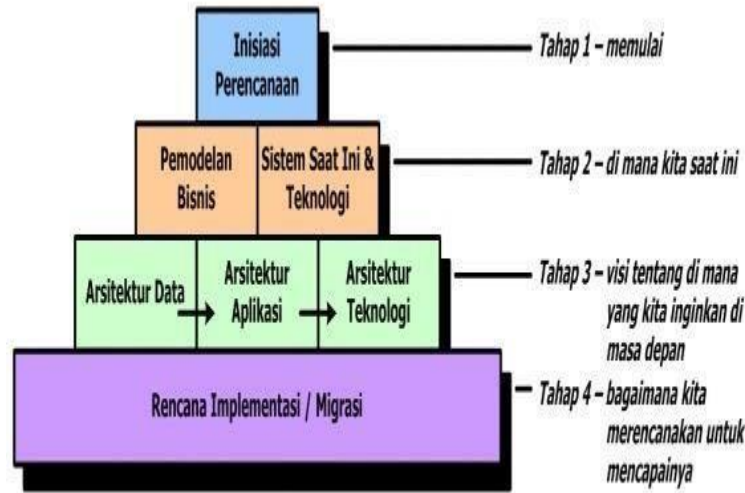 Inisiasi
Perencanaan
Tahap 1 – memulai
Pemodelan
Bisnis
Sistem Saat Ini &
Teknologi
Tahap 2 – di mana kita saat ini
Arsitektur Data
Arsitektur
Aplikasi
Arsitektur
Teknologi
Tahap 3 – visi tentang di mana
yang kita inginkan di
masa depan
Rencana Implementasi / Migrasi
Tahap 4 – bagaimana kita
merencanakan untuk
mencapainya